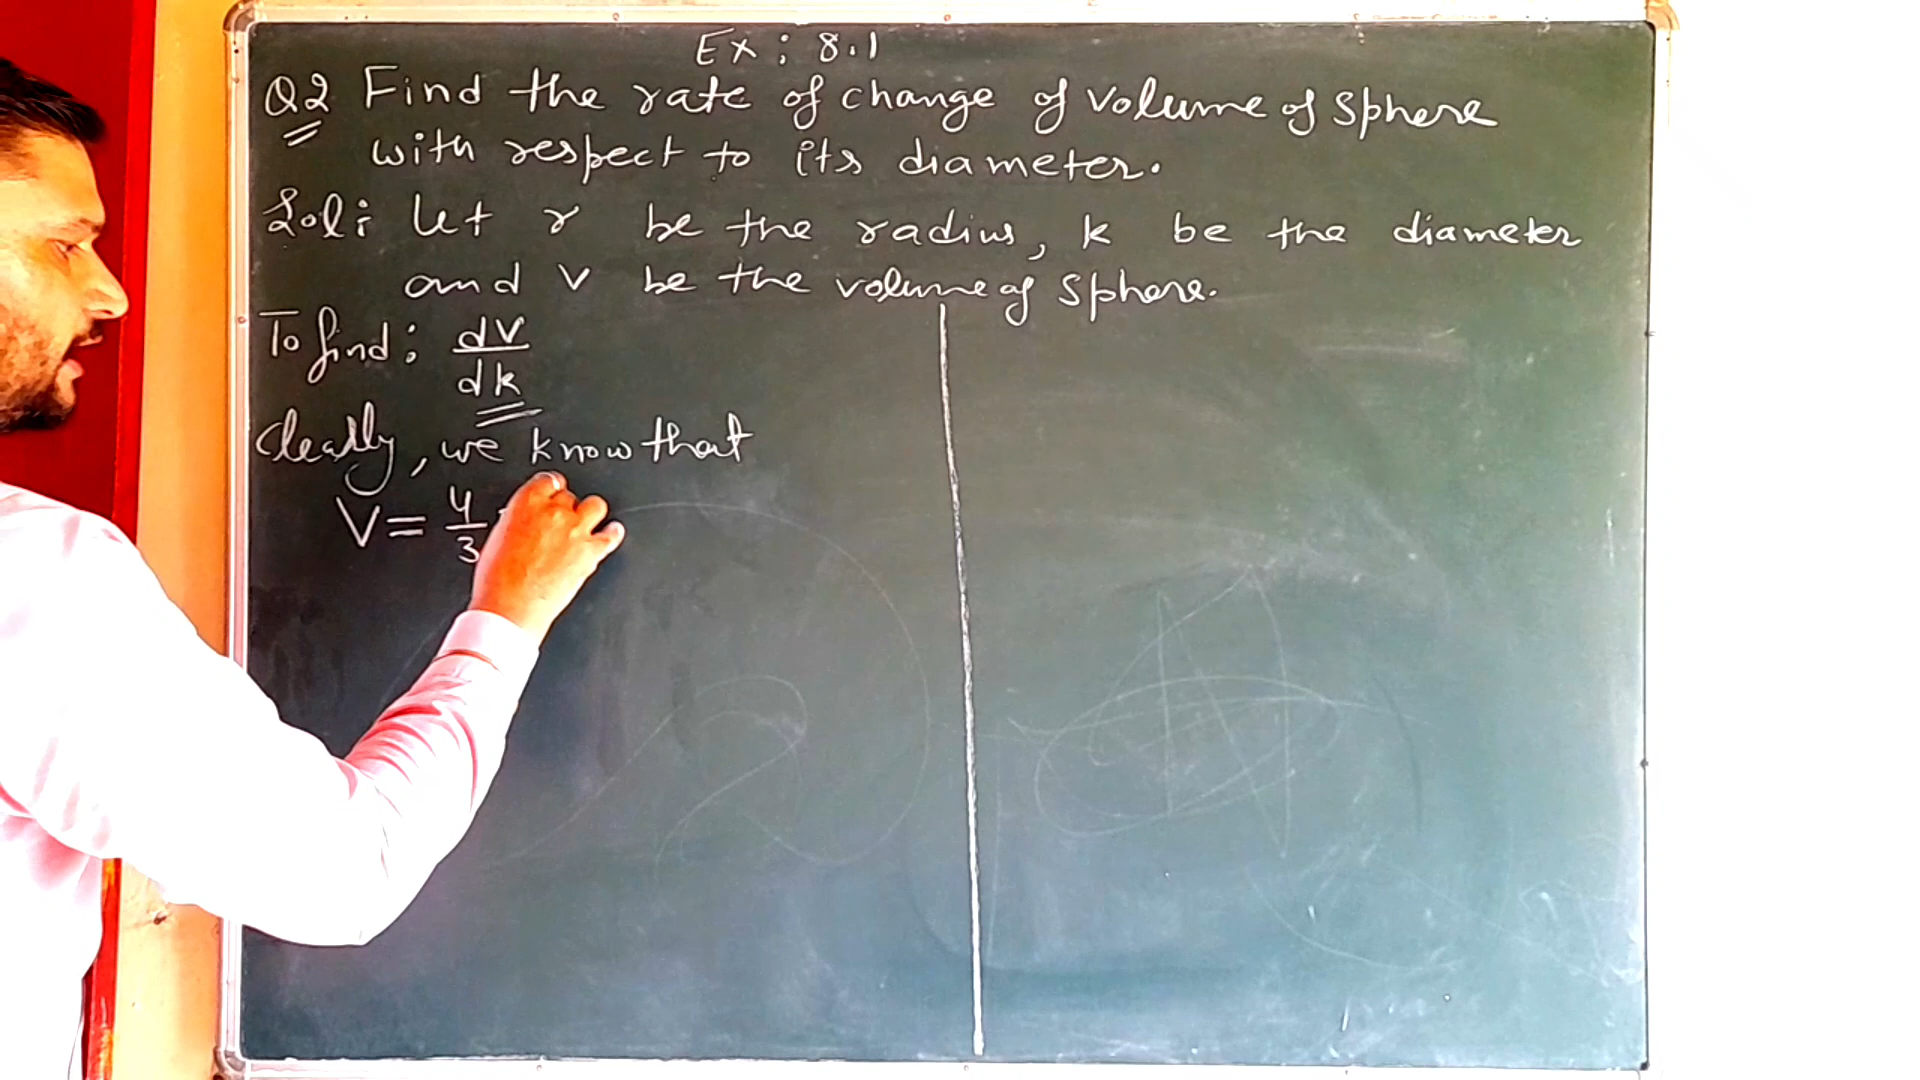 Ex : 8.1
Q2 Find the rate of change of volume of sphere
with respect to its diameter.
Sol: Let r be the radius, k be the diameter
and V be the volume of sphere.
To find: dV/dk
Clearly, we know that
V = 4/3